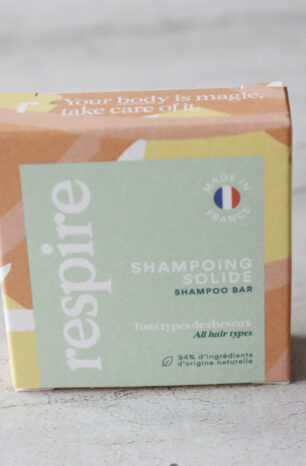 Your body is magic,
take care of it
respire
MADE IN
FRANCE
SHAMPOING
SOLIDE
SHAMPOO BAR
Tous types de cheveux
All hair types
94% d'ingrédients
d'origine naturelle